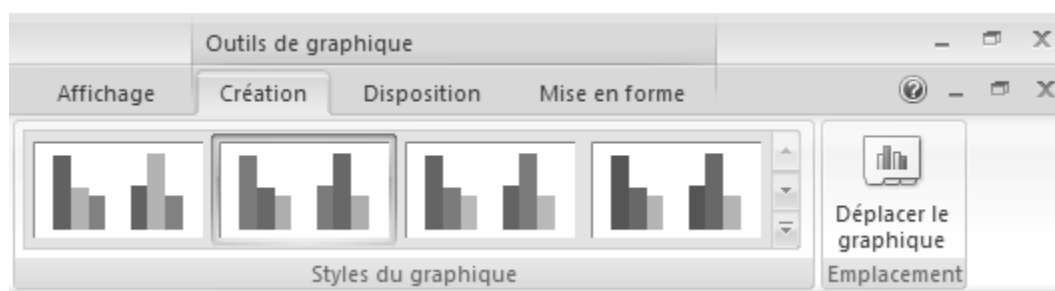 Outils de graphique
Affichage Création Disposition Mise en forme
Déplacer le
graphique
Styles du graphique Emplacement